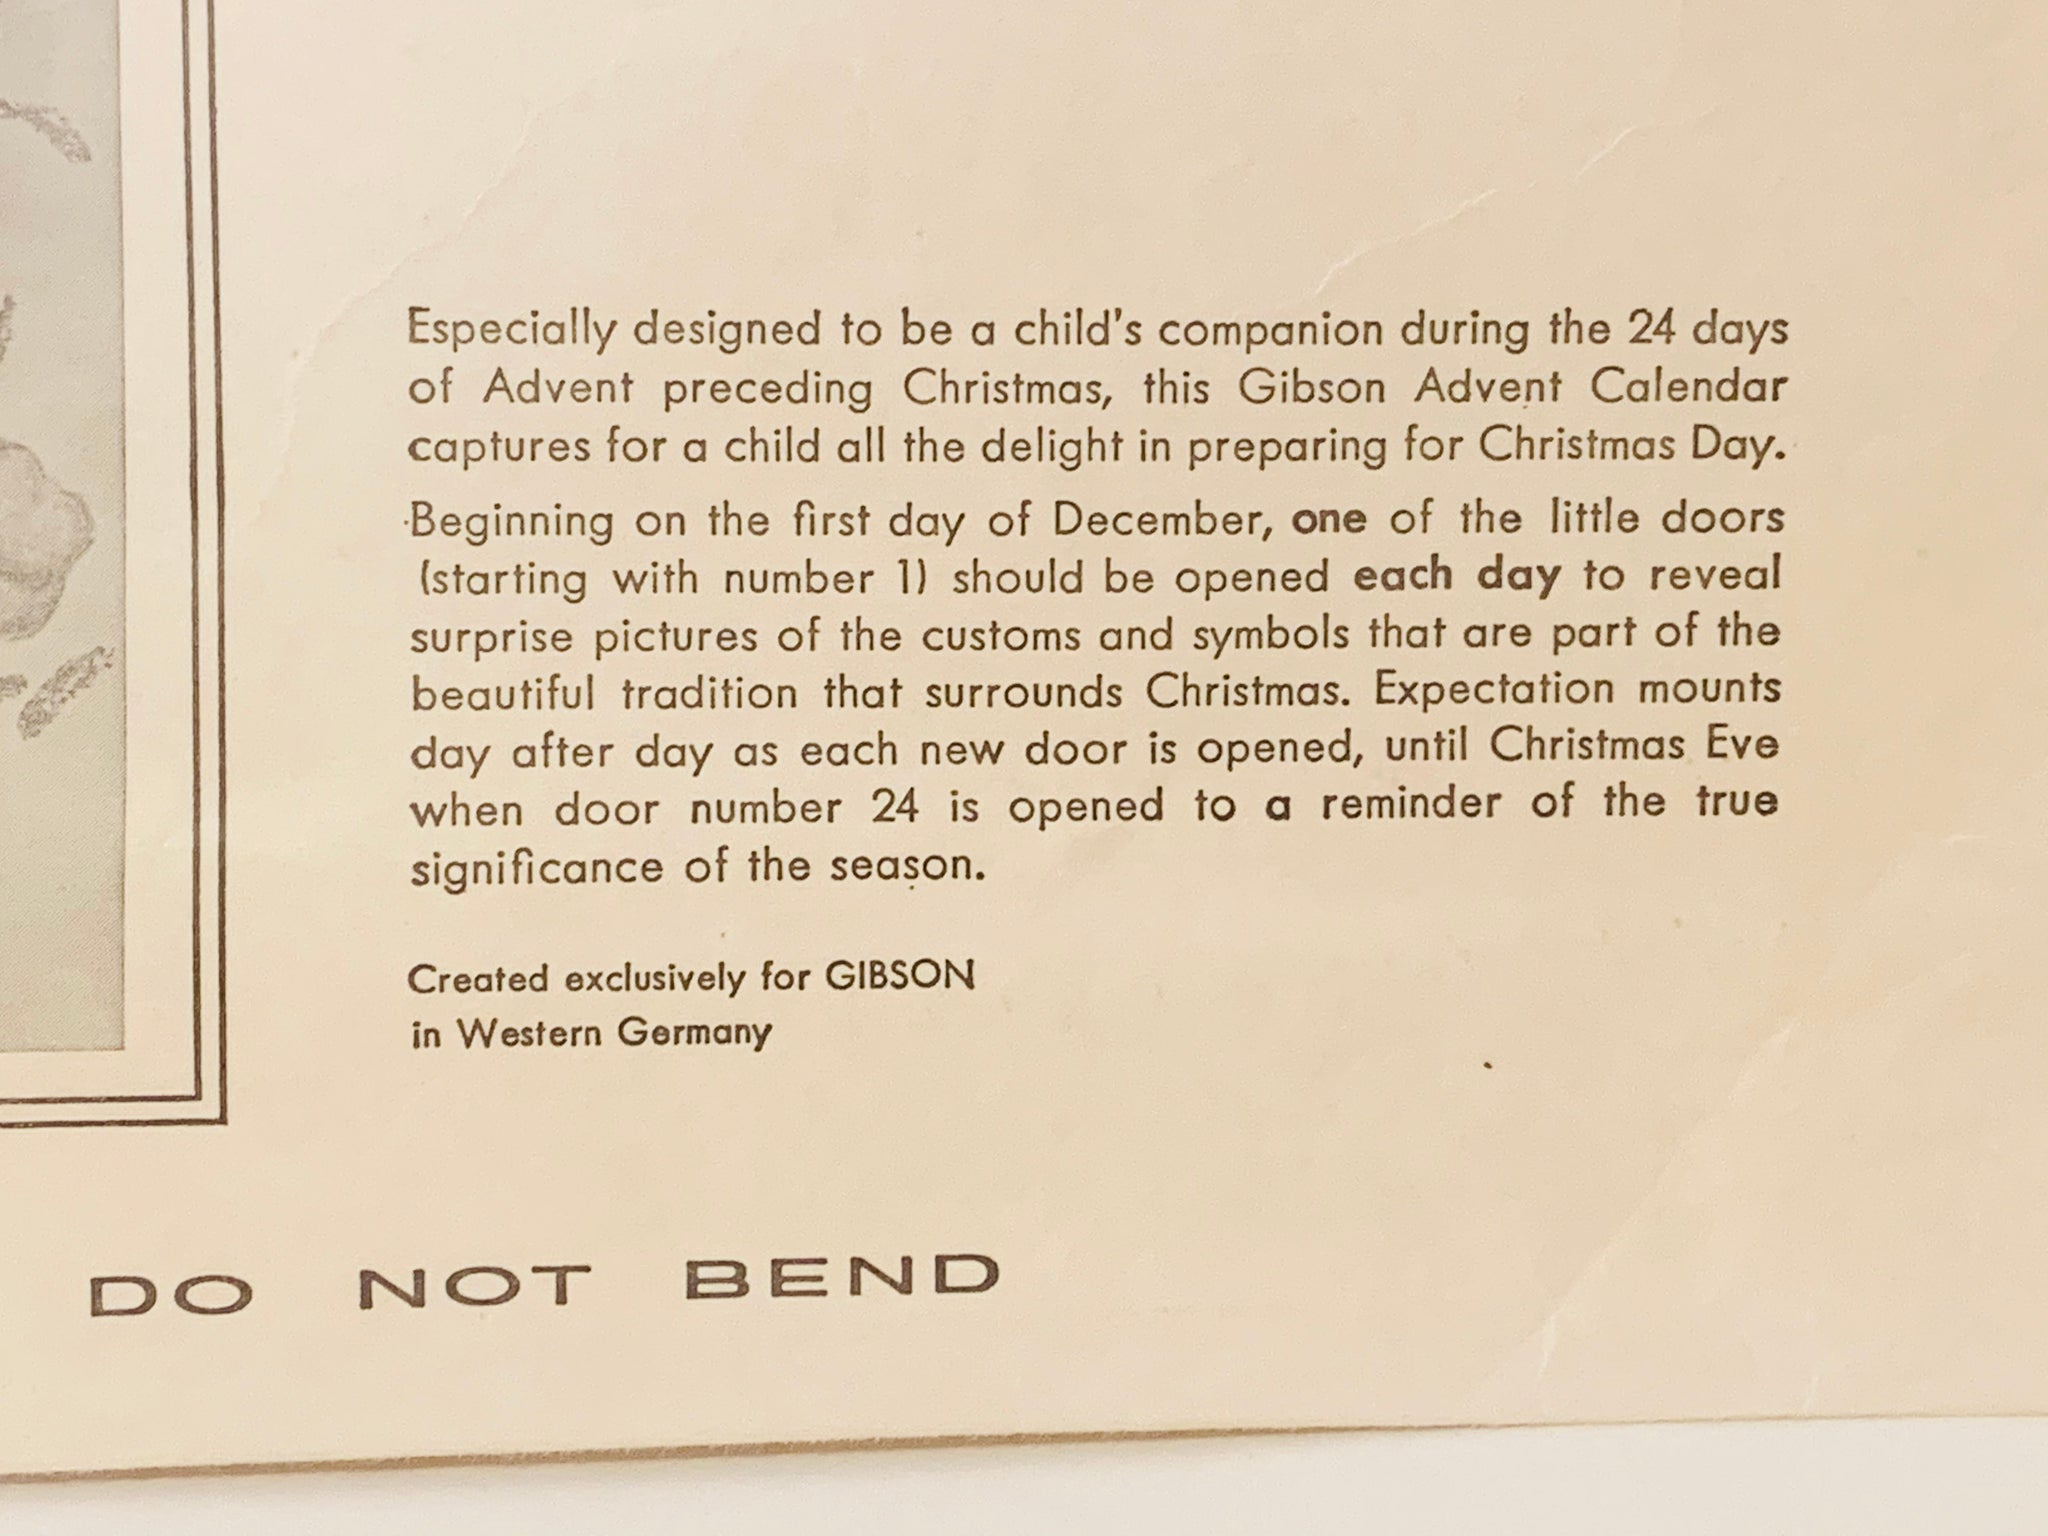 Especially designed to be a child's companion during the 24 days
of Advent preceding Christmas, this Gibson Advent Calendar
captures for a child all the delight in preparing for Christmas Day.
Beginning on the first day of December, one of the little doors
(starting with number 1) should be opened each day to reveal
surprise pictures of the customs and symbols that are part of the
beautiful tradition that surrounds Christmas. Expectation mounts
day after day as each new door is opened, until Christmas Eve
when door number 24 is opened to a reminder of the true
significance of the season.
Created exclusively for GIBSON
in Western Germany
DO NOT BEND